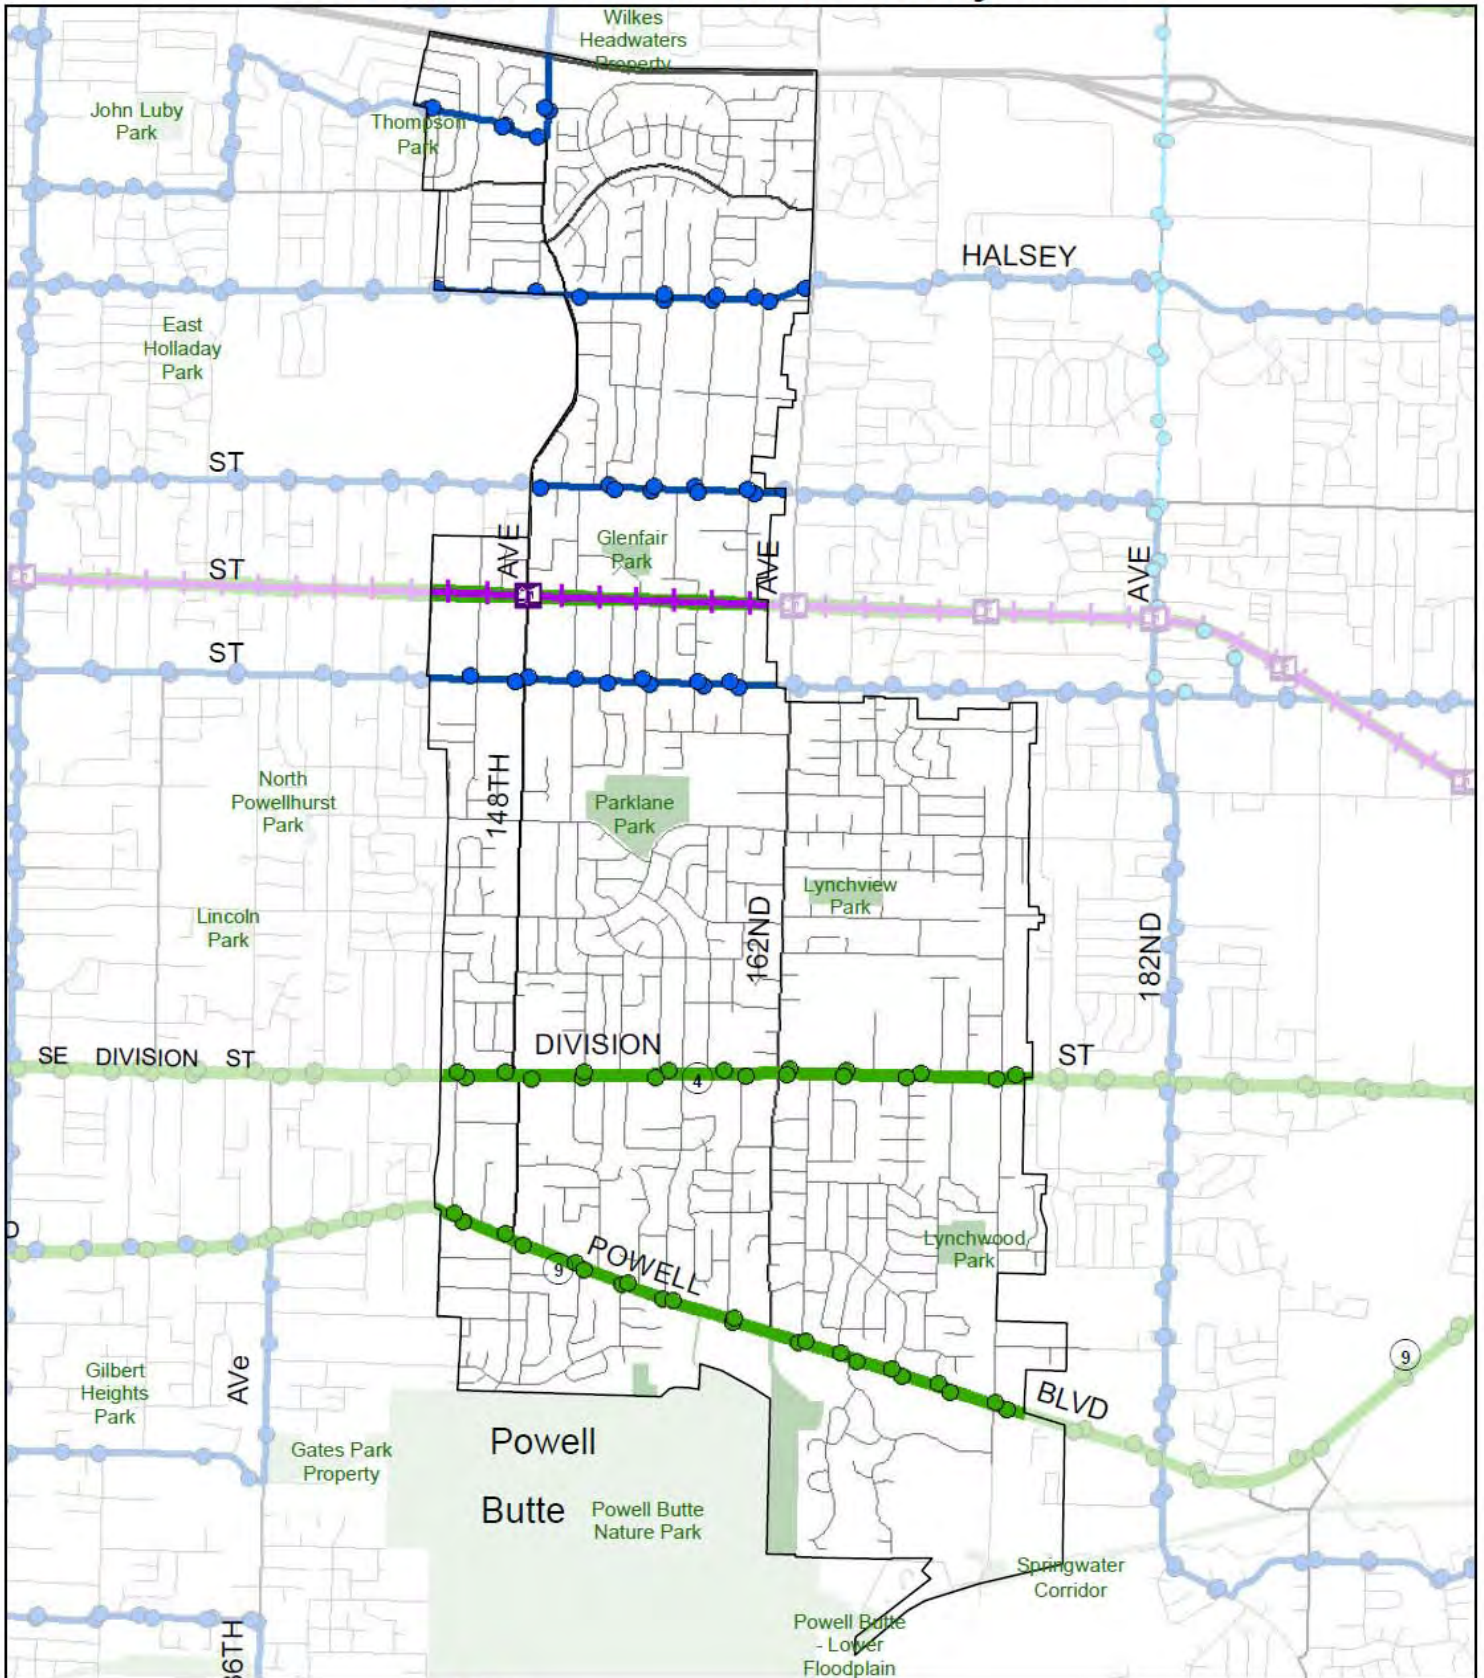 Wilkes
Headwaters
Property
John Luby
Park
Thompson
Park
HALSEY
East
Holladay
Park
ST
AVE
Glenfair
Park
AVE
AVE
ST
ST
148TH
North
Powellhurst
Park
Parklane
Park
Lynchview
Park
162ND
182ND
Lincoln
Park
DIVISION
SE DIVISION ST
ST
4
POWELL
9
Lynchwood
Park
9
Gilbert
Heights
Park
AVe
BLVD
Powell
Butte
Gates Park
Property
Powell Butte
Nature Park
Springwater
Corridor
Powell Butte
- Lower
Floodplain